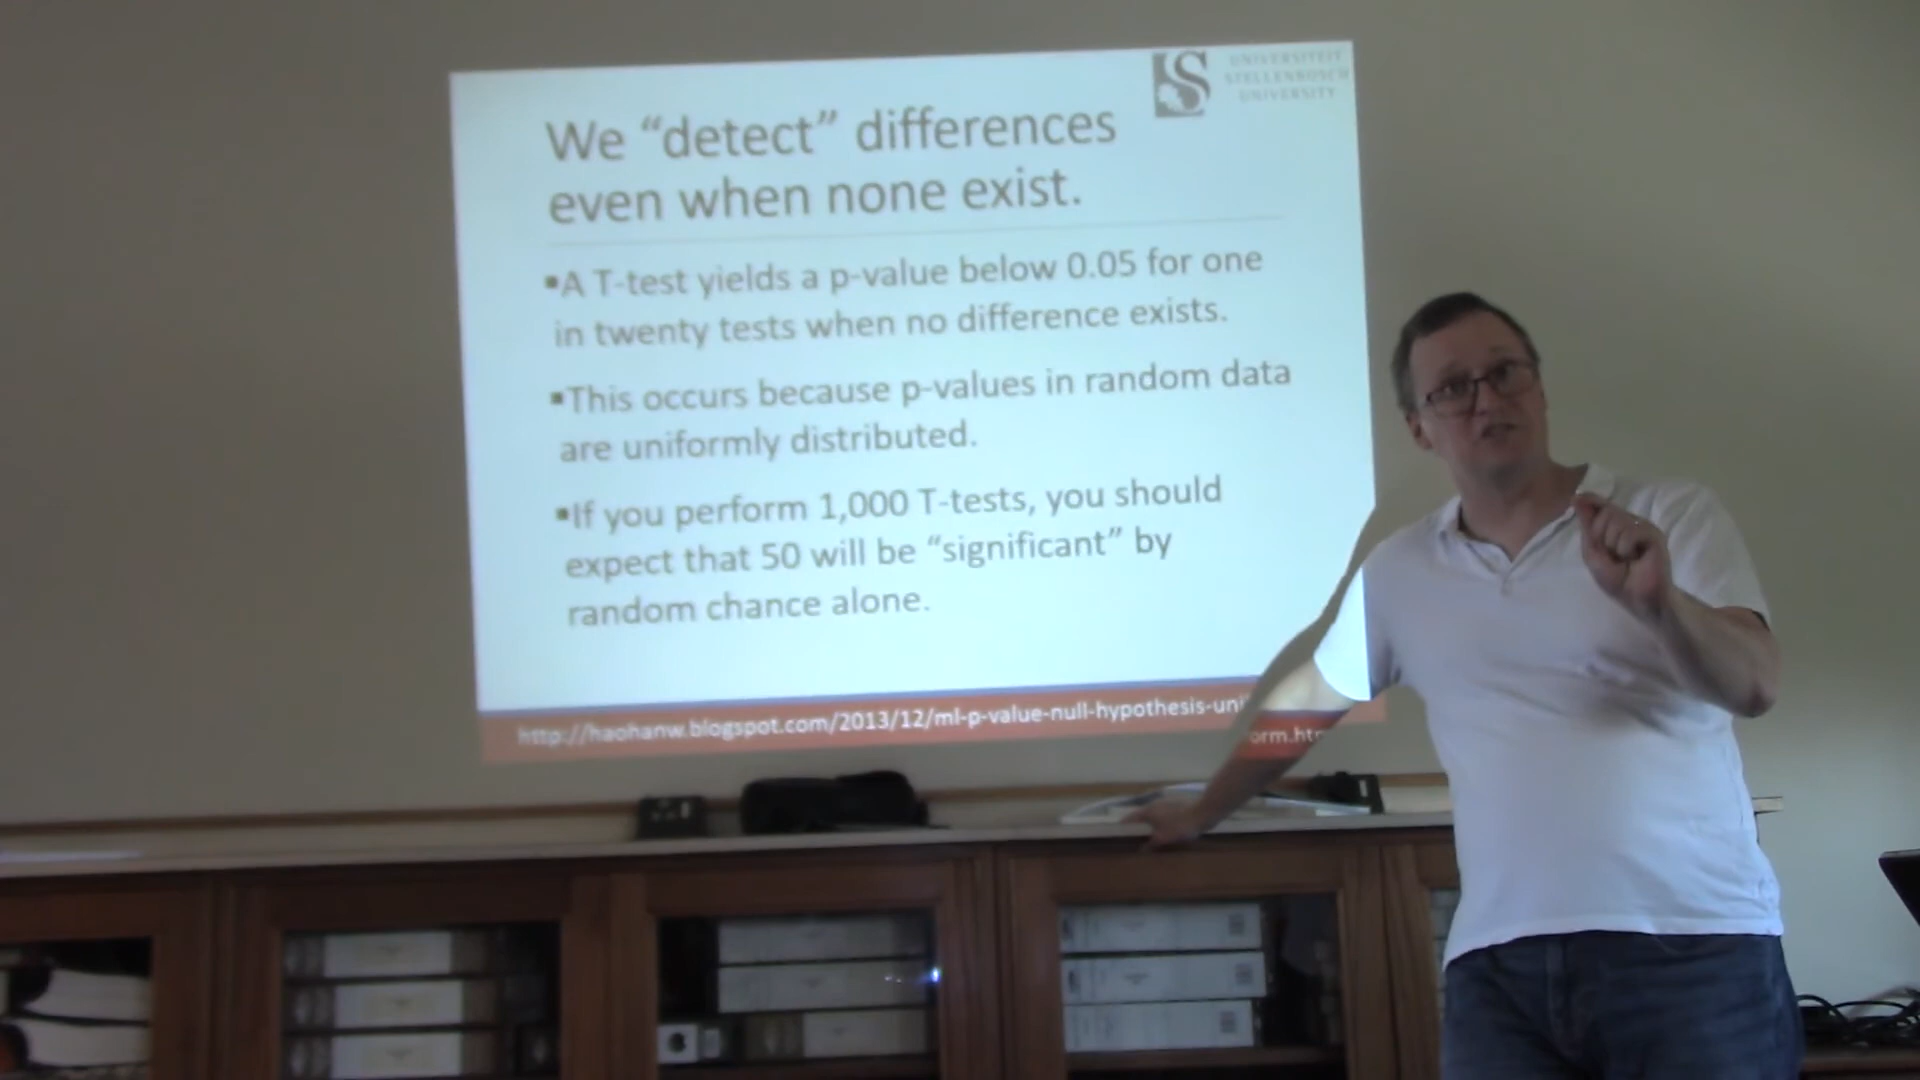 UNIVERSITEIT
STELLENBOSCH
UNIVERSITY
We “detect” differences
even when none exist.
▪A T-test yields a p-value below 0.05 for one
in twenty tests when no difference exists.
▪This occurs because p-values in random data
are uniformly distributed.
▪If you perform 1,000 T-tests, you should
expect that 50 will be “significant” by
random chance alone.
http://haohanw.blogspot.com/2013/12/ml-p-value-null-hypothesis-uni
orm.htm